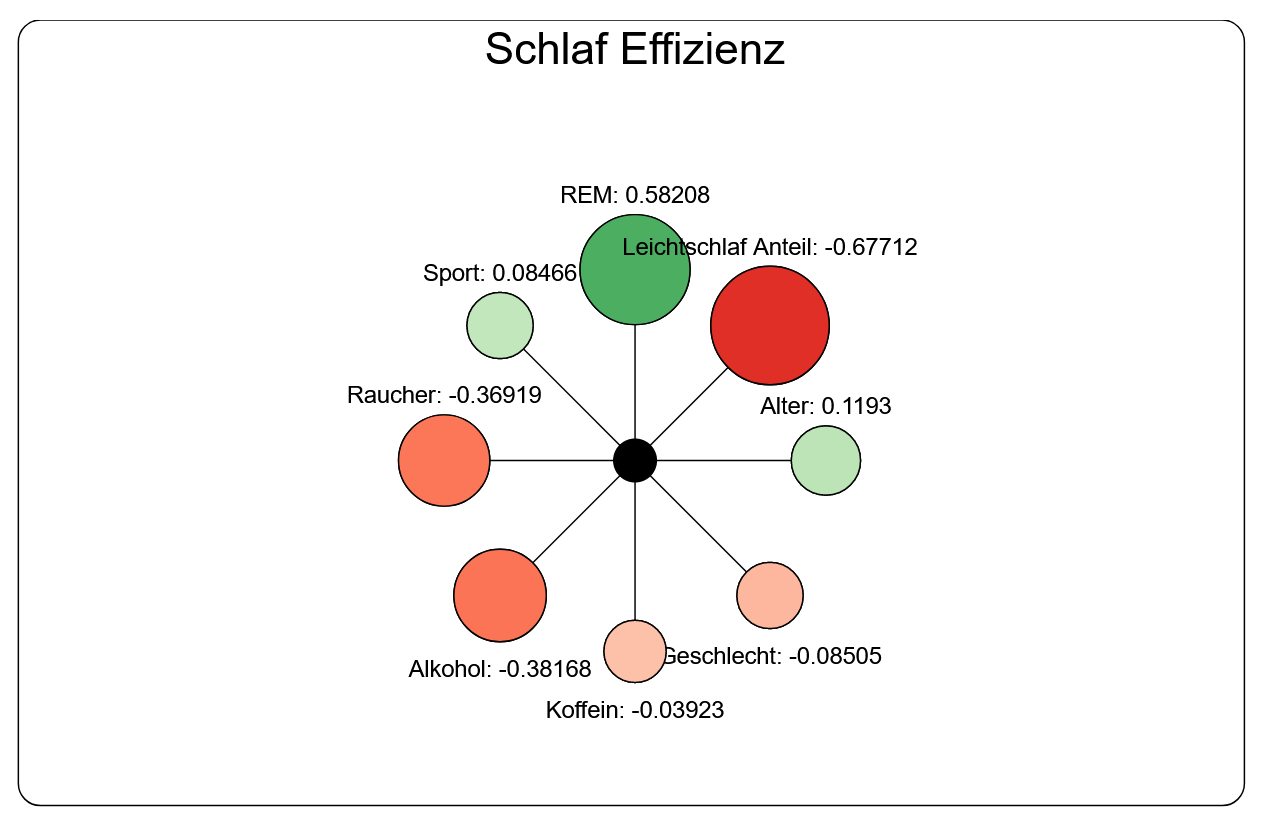 Schlaf Effizienz
REM: 0.58208
Leichtschlaf Anteil: -0.67712
Sport: 0.08466
Raucher: -0.36919
Alter: 0.1193
Geschlecht: -0.08505
Alkohol: -0.38168
Koffein: -0.03923